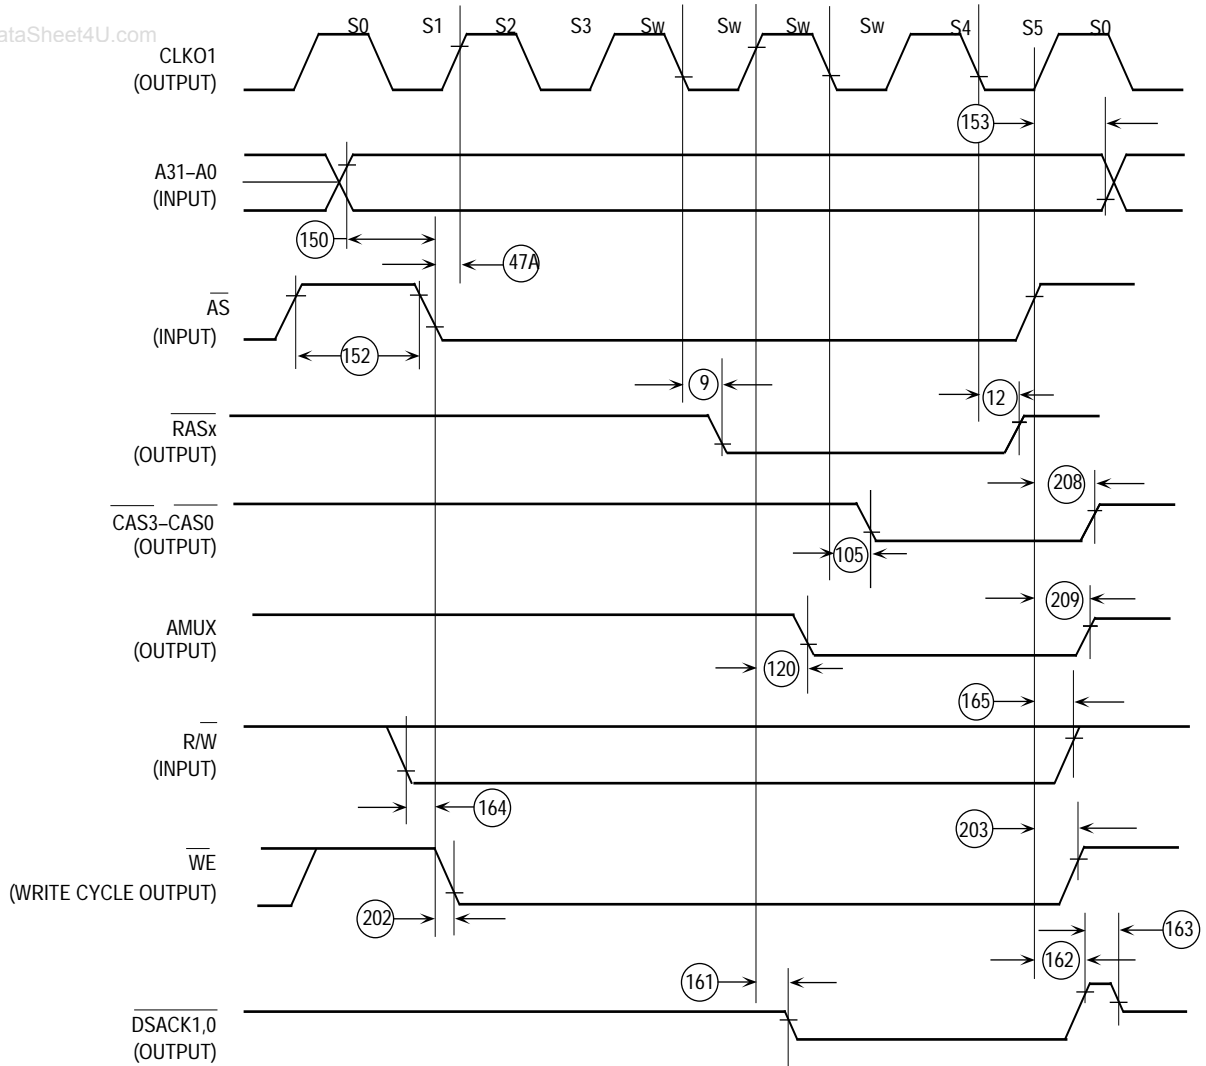 ataSheet4U.com
S0 S1 S2 S3 Sw Sw Sw Sw S4 S5 S0
CLKO1
(OUTPUT)
153
A31–A0
(INPUT)
150
47A
AS
(INPUT)
152
9
12
RASx
(OUTPUT)
208
CAS3–CAS0
(OUTPUT)
105
209
AMUX
(OUTPUT)
120
165
R/W
(INPUT)
164
203
WE
(WRITE CYCLE OUTPUT)
202
163
162
161
DSACK1,0
(OUTPUT)